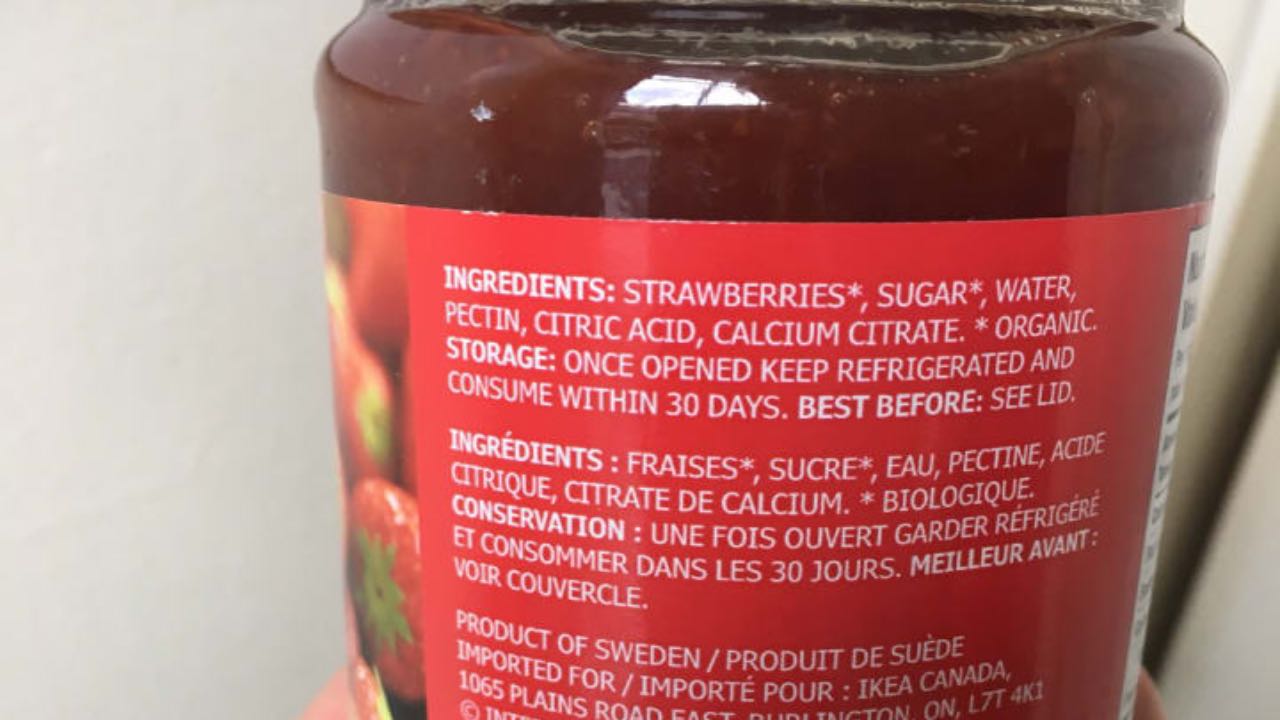 INGREDIENTS: STRAWBERRIES*, SUGAR*, WATER,
PECTIN, CITRIC ACID, CALCIUM CITRATE. * ORGANIC.
STORAGE: ONCE OPENED KEEP REFRIGERATED AND
CONSUME WITHIN 30 DAYS. BEST BEFORE: SEE LID.
INGRÉDIENTS : FRAISES*, SUCRE*, EAU, PECTINE, ACIDE
CITRIQUE, CITRATE DE CALCIUM. * BIOLOGIQUE.
CONSERVATION : UNE FOIS OUVERT GARDER RÉFRIGÉRÉ
ET CONSOMMER DANS LES 30 JOURS. MEILLEUR AVANT :
VOIR COUVERCLE.
PRODUCT OF SWEDEN / PRODUIT DE SUÈDE
IMPORTED FOR / IMPORTÉ POUR : IKEA CANADA,
1065 PLAINS ROAD EAST, BURLINGTON, ON, L7T 4K1
©